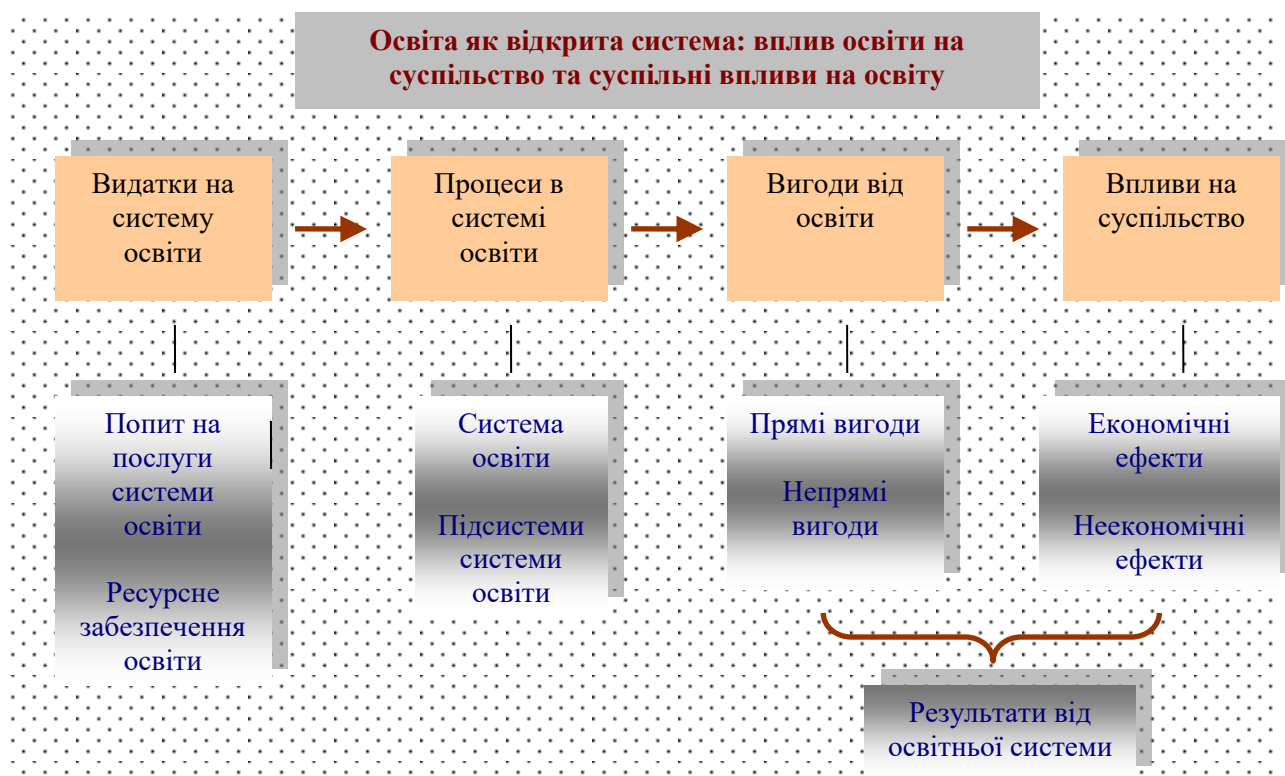 Освіта як відкрита система: вплив освіти на
суспільство та суспільні впливи на освіту
Видатки на
систему
освіти
Процеси в
системі
освіти
Вигоди від
освіти
Впливи на
суспільство
Попит на
послуги
системи
освіти
Ресурсне
забезпечення
освіти
Система
освіти
Підсистеми
системи
освіти
Прямі вигоди
Непрямі
вигоди
Економічні
ефекти
Неекономічні
ефекти
Результати від
освітньої системи